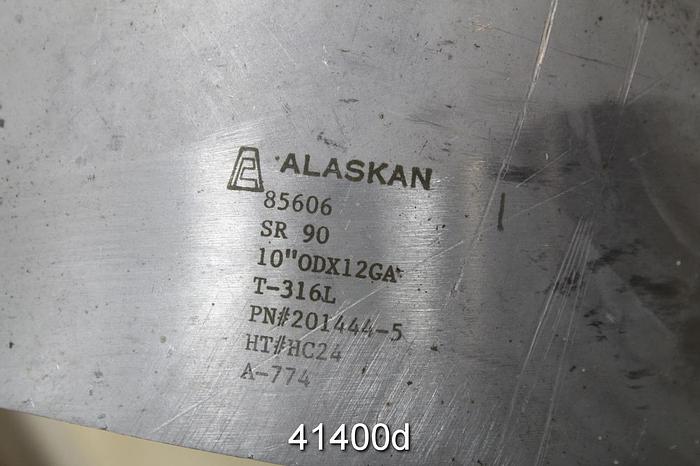 ALASKAN
85606
SR 90
10"ODX12GA
T-316L
PN#201444-5
HT#HC24
A-774
41400d